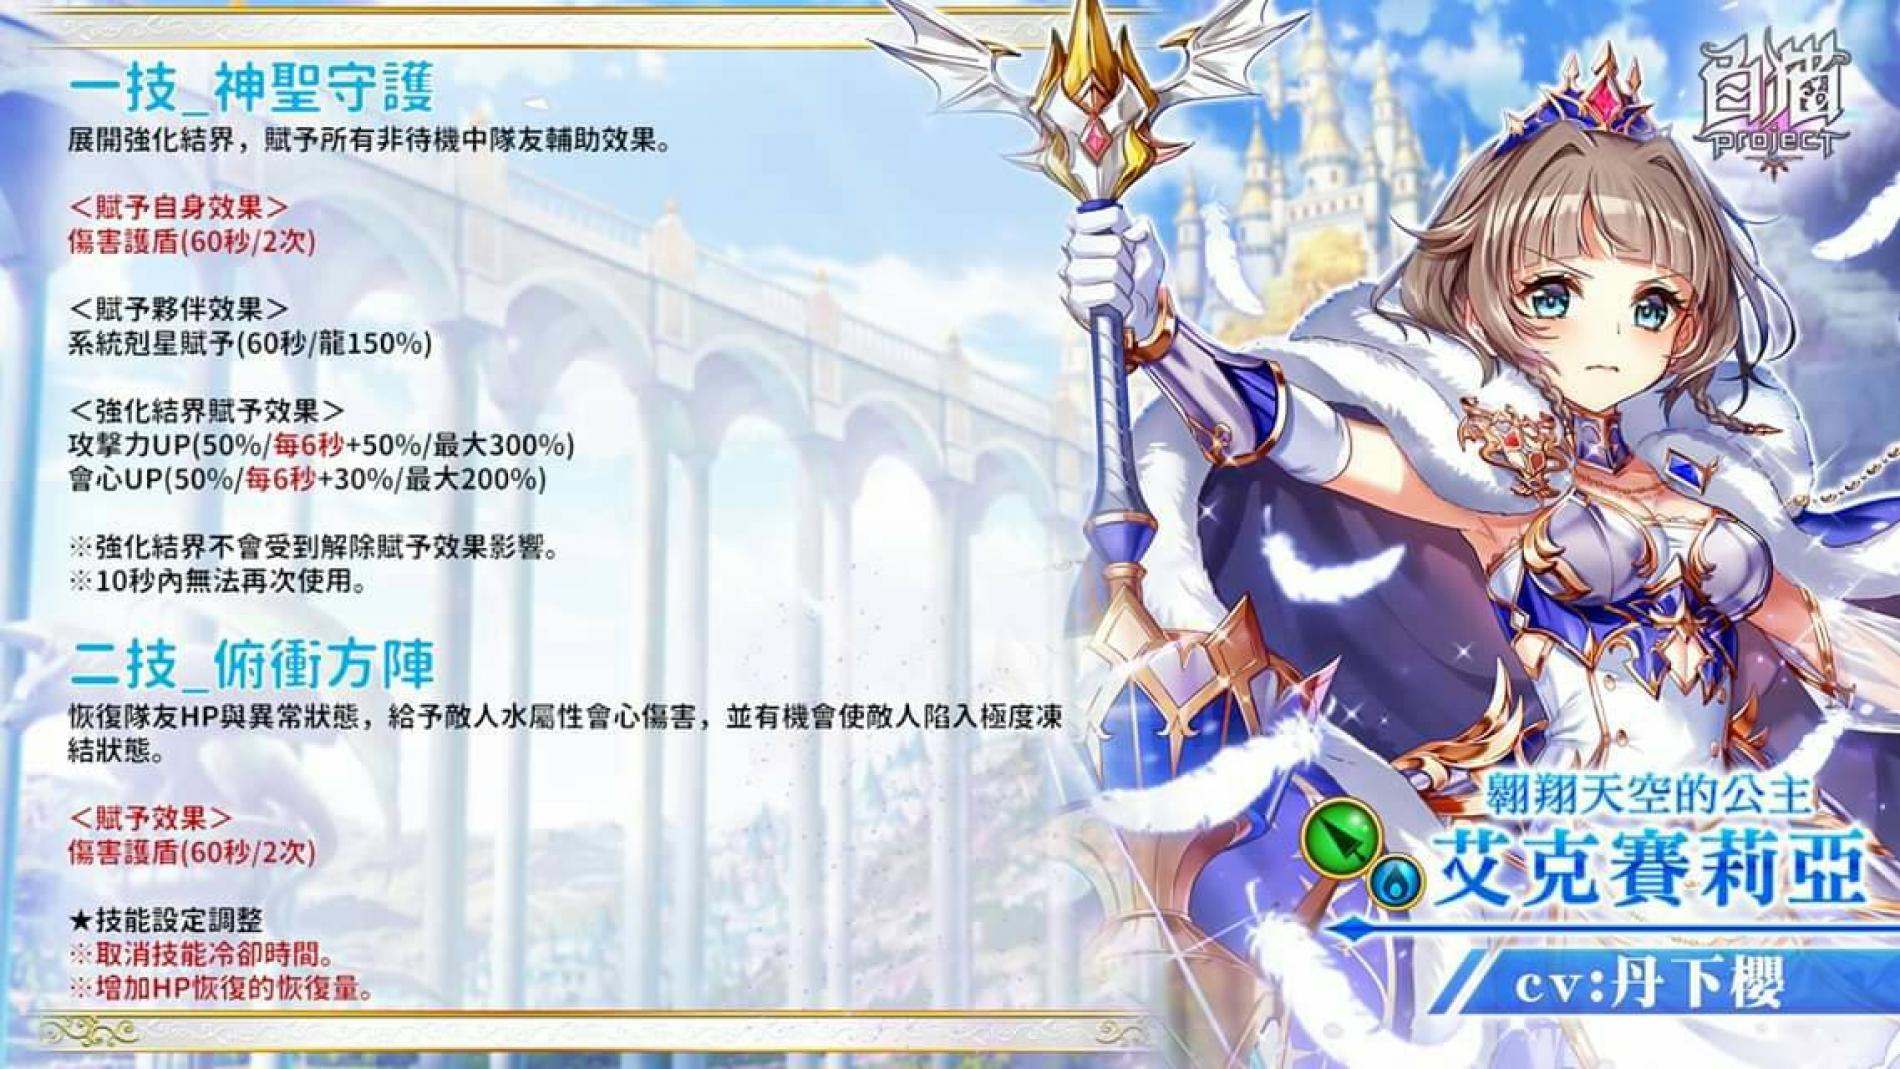 一技_神聖守護
展開強化結界，賦予所有非待機中隊友輔助效果。
＜賦予自身效果＞
傷害護盾(60秒/2次)
＜賦予夥伴效果＞
系統剋星賦予(60秒/龍150%)
＜強化結界賦予效果＞
攻擊力UP(50%/每6秒+50%/最大300%)
會心UP(50%/每6秒+30%/最大200%)
※強化結界不會受到解除賦予效果影響。
※10秒內無法再次使用。
二技_俯衝方陣
恢復隊友HP與異常狀態，給予敵人水屬性會心傷害，並有機會使敵人陷入極度凍
結狀態。
＜賦予效果＞
傷害護盾(60秒/2次)
★技能設定調整
※取消技能冷卻時間。
※增加HP恢復的恢復量。
白猫
project
翱翔天空的公主
艾克賽莉亞
cv:丹下櫻